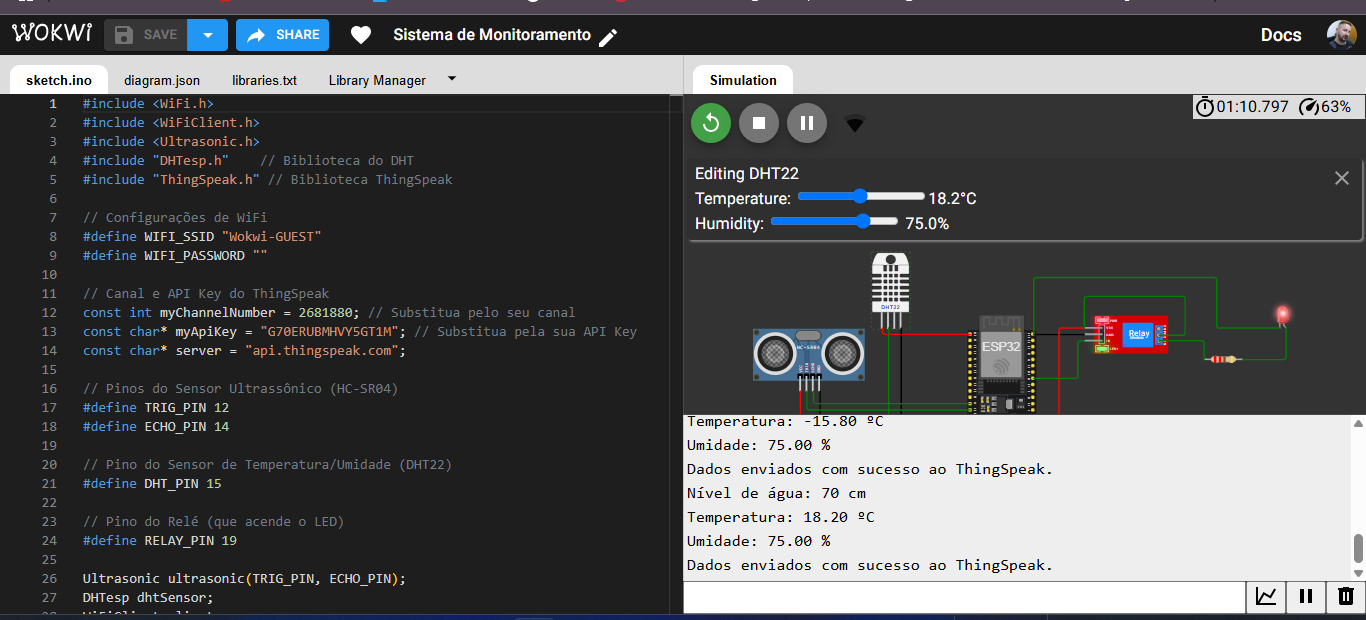 WOKWI
SAVE
SHARE
Sistema de Monitoramento
Docs
sketch.ino
diagram.json
libraries.txt
Library Manager
1 #include <WiFi.h>
2 #include <WiFiClient.h>
3 #include <Ultrasonic.h>
4 #include "DHTesp.h"    // Biblioteca do DHT
5 #include "ThingSpeak.h" // Biblioteca ThingSpeak
6
7 // Configurações de WiFi
8 #define WIFI_SSID "Wokwi-GUEST"
9 #define WIFI_PASSWORD ""
10
11 // Canal e API Key do ThingSpeak
12 const int myChannelNumber = 2681880; // Substitua pelo seu canal
13 const char* myApiKey = "G70ERUBMHVY5GT1M"; // Substitua pela sua API Key
14 const char* server = "api.thingspeak.com";
15
16 // Pinos do Sensor Ultrassônico (HC-SR04)
17 #define TRIG_PIN 12
18 #define ECHO_PIN 14
19
20 // Pino do Sensor de Temperatura/Umidade (DHT22)
21 #define DHT_PIN 15
22
23 // Pino do Relé (que acende o LED)
24 #define RELAY_PIN 19
25
26 Ultrasonic ultrasonic(TRIG_PIN, ECHO_PIN);
27 DHTesp dhtSensor;
Simulation
01:10.797
63%
Editing DHT22
Temperature: 18.2°C
Humidity: 75.0%
DHT22
HC-SR04
ESP32
Relay
Temperatura: -15.80 ºC
Umidade: 75.00 %
Dados enviados com sucesso ao ThingSpeak.
Nível de água: 70 cm
Temperatura: 18.20 ºC
Umidade: 75.00 %
Dados enviados com sucesso ao ThingSpeak.